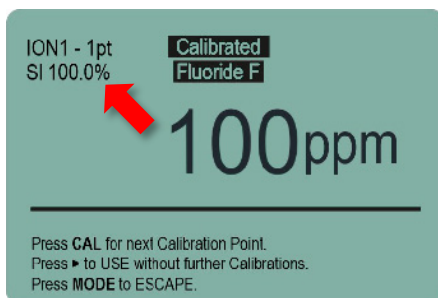 ION1 - 1pt
Calibrated
SI 100.0%
Fluoride F
100ppm
Press CAL for next Calibration Point.
Press ► to USE without further Calibrations.
Press MODE to ESCAPE.